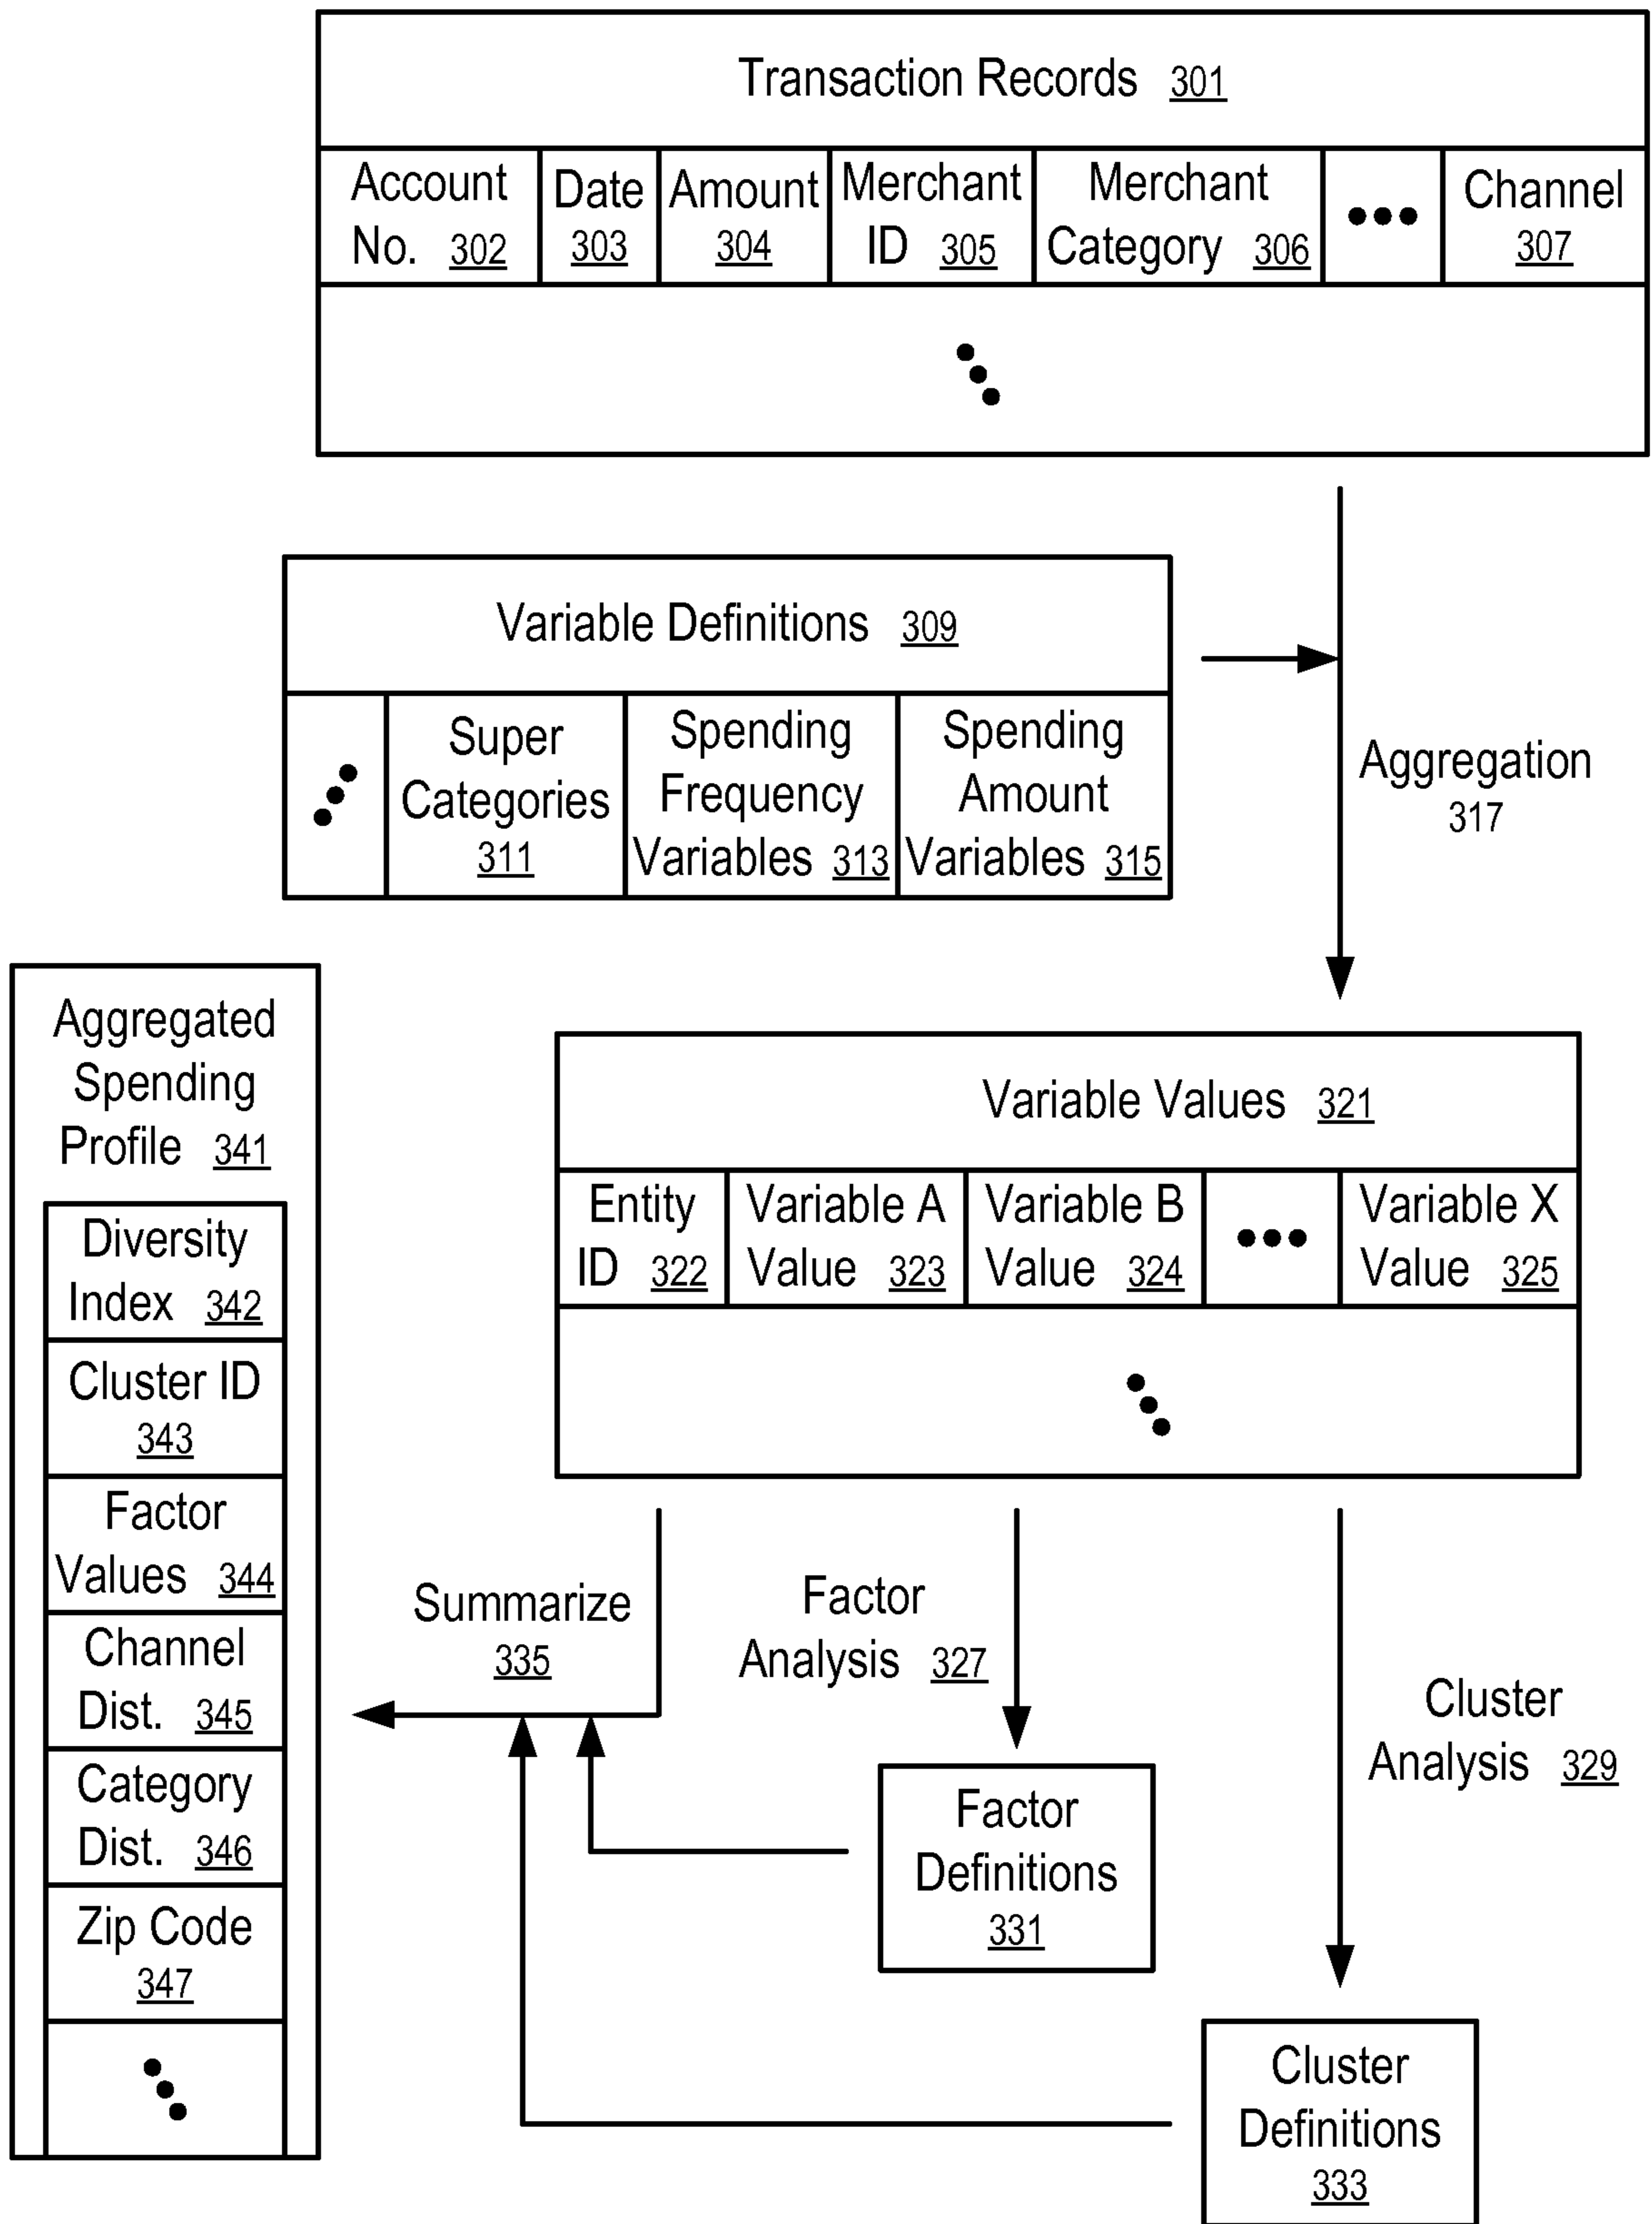 Transaction Records 301
Account
No. 302
Date
303
Amount
304
Merchant
ID 305
Merchant
Category 306
Channel
307
Variable Definitions 309
Super
Categories
311
Spending
Frequency
Variables 313
Spending
Amount
Variables 315
Aggregation
317
Variable Values 321
Entity
ID 322
Variable A
Value 323
Variable B
Value 324
Variable X
Value 325
Aggregated
Spending
Profile 341
Diversity
Index 342
Cluster ID
343
Factor
Values 344
Channel
Dist. 345
Category
Dist. 346
Zip Code
347
Summarize
335
Factor
Analysis 327
Cluster
Analysis 329
Factor
Definitions
331
Cluster
Definitions
333